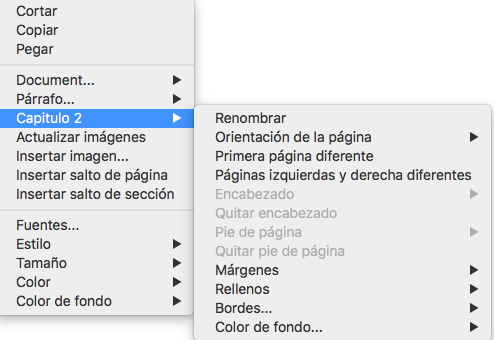 Cortar
Copiar
Pegar
Document...
Párrafo...
Capitulo 2
Actualizar imágenes
Insertar imagen...
Insertar salto de página
Insertar salto de sección
Fuentes...
Estilo
Tamaño
Color
Color de fondo
Renombrar
Orientación de la página
Primera página diferente
Páginas izquierdas y derecha diferentes
Encabezado
Quitar encabezado
Pie de página
Quitar pie de página
Márgenes
Rellenos
Bordes...
Color de fondo...